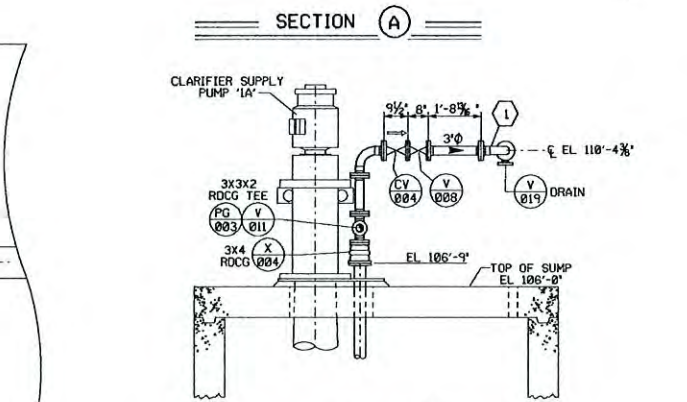 SECTION A
CLARIFIER SUPPLY
PUMP '1A'
9½" 8" 1'-8 15/16"
1
3"Φ
℄ EL 110'-4⅜"
CV
004
V
008
V
019
DRAIN
3X3X2
RDCG TEE
PG
003
V
011
3X4
RDCG
X
004
EL 106'-9"
TOP OF SUMP
EL 106'-0"